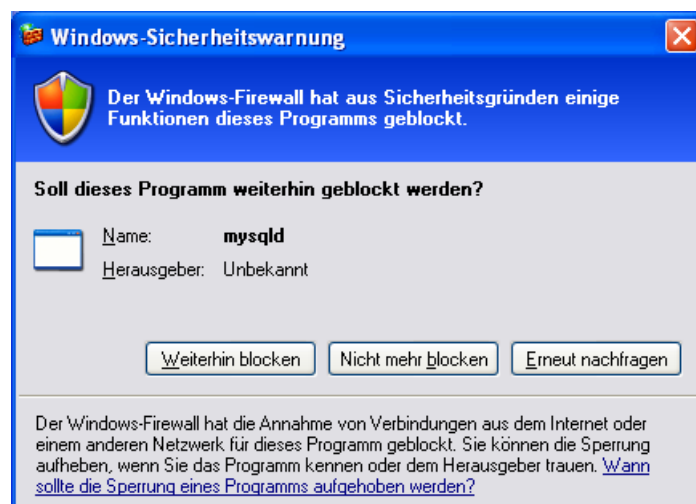 Windows-Sicherheitswarnung
Der Windows-Firewall hat aus Sicherheitsgründen einige
Funktionen dieses Programms geblockt.
Soll dieses Programm weiterhin geblockt werden?
Name: mysqld
Herausgeber: Unbekannt
Weiterhin blocken Nicht mehr blocken Erneut nachfragen
Der Windows-Firewall hat die Annahme von Verbindungen aus dem Internet oder
einem anderen Netzwerk für dieses Programm geblockt. Sie können die Sperrung
aufheben, wenn Sie das Programm kennen oder dem Herausgeber trauen. Wann
sollte die Sperrung eines Programms aufgehoben werden?